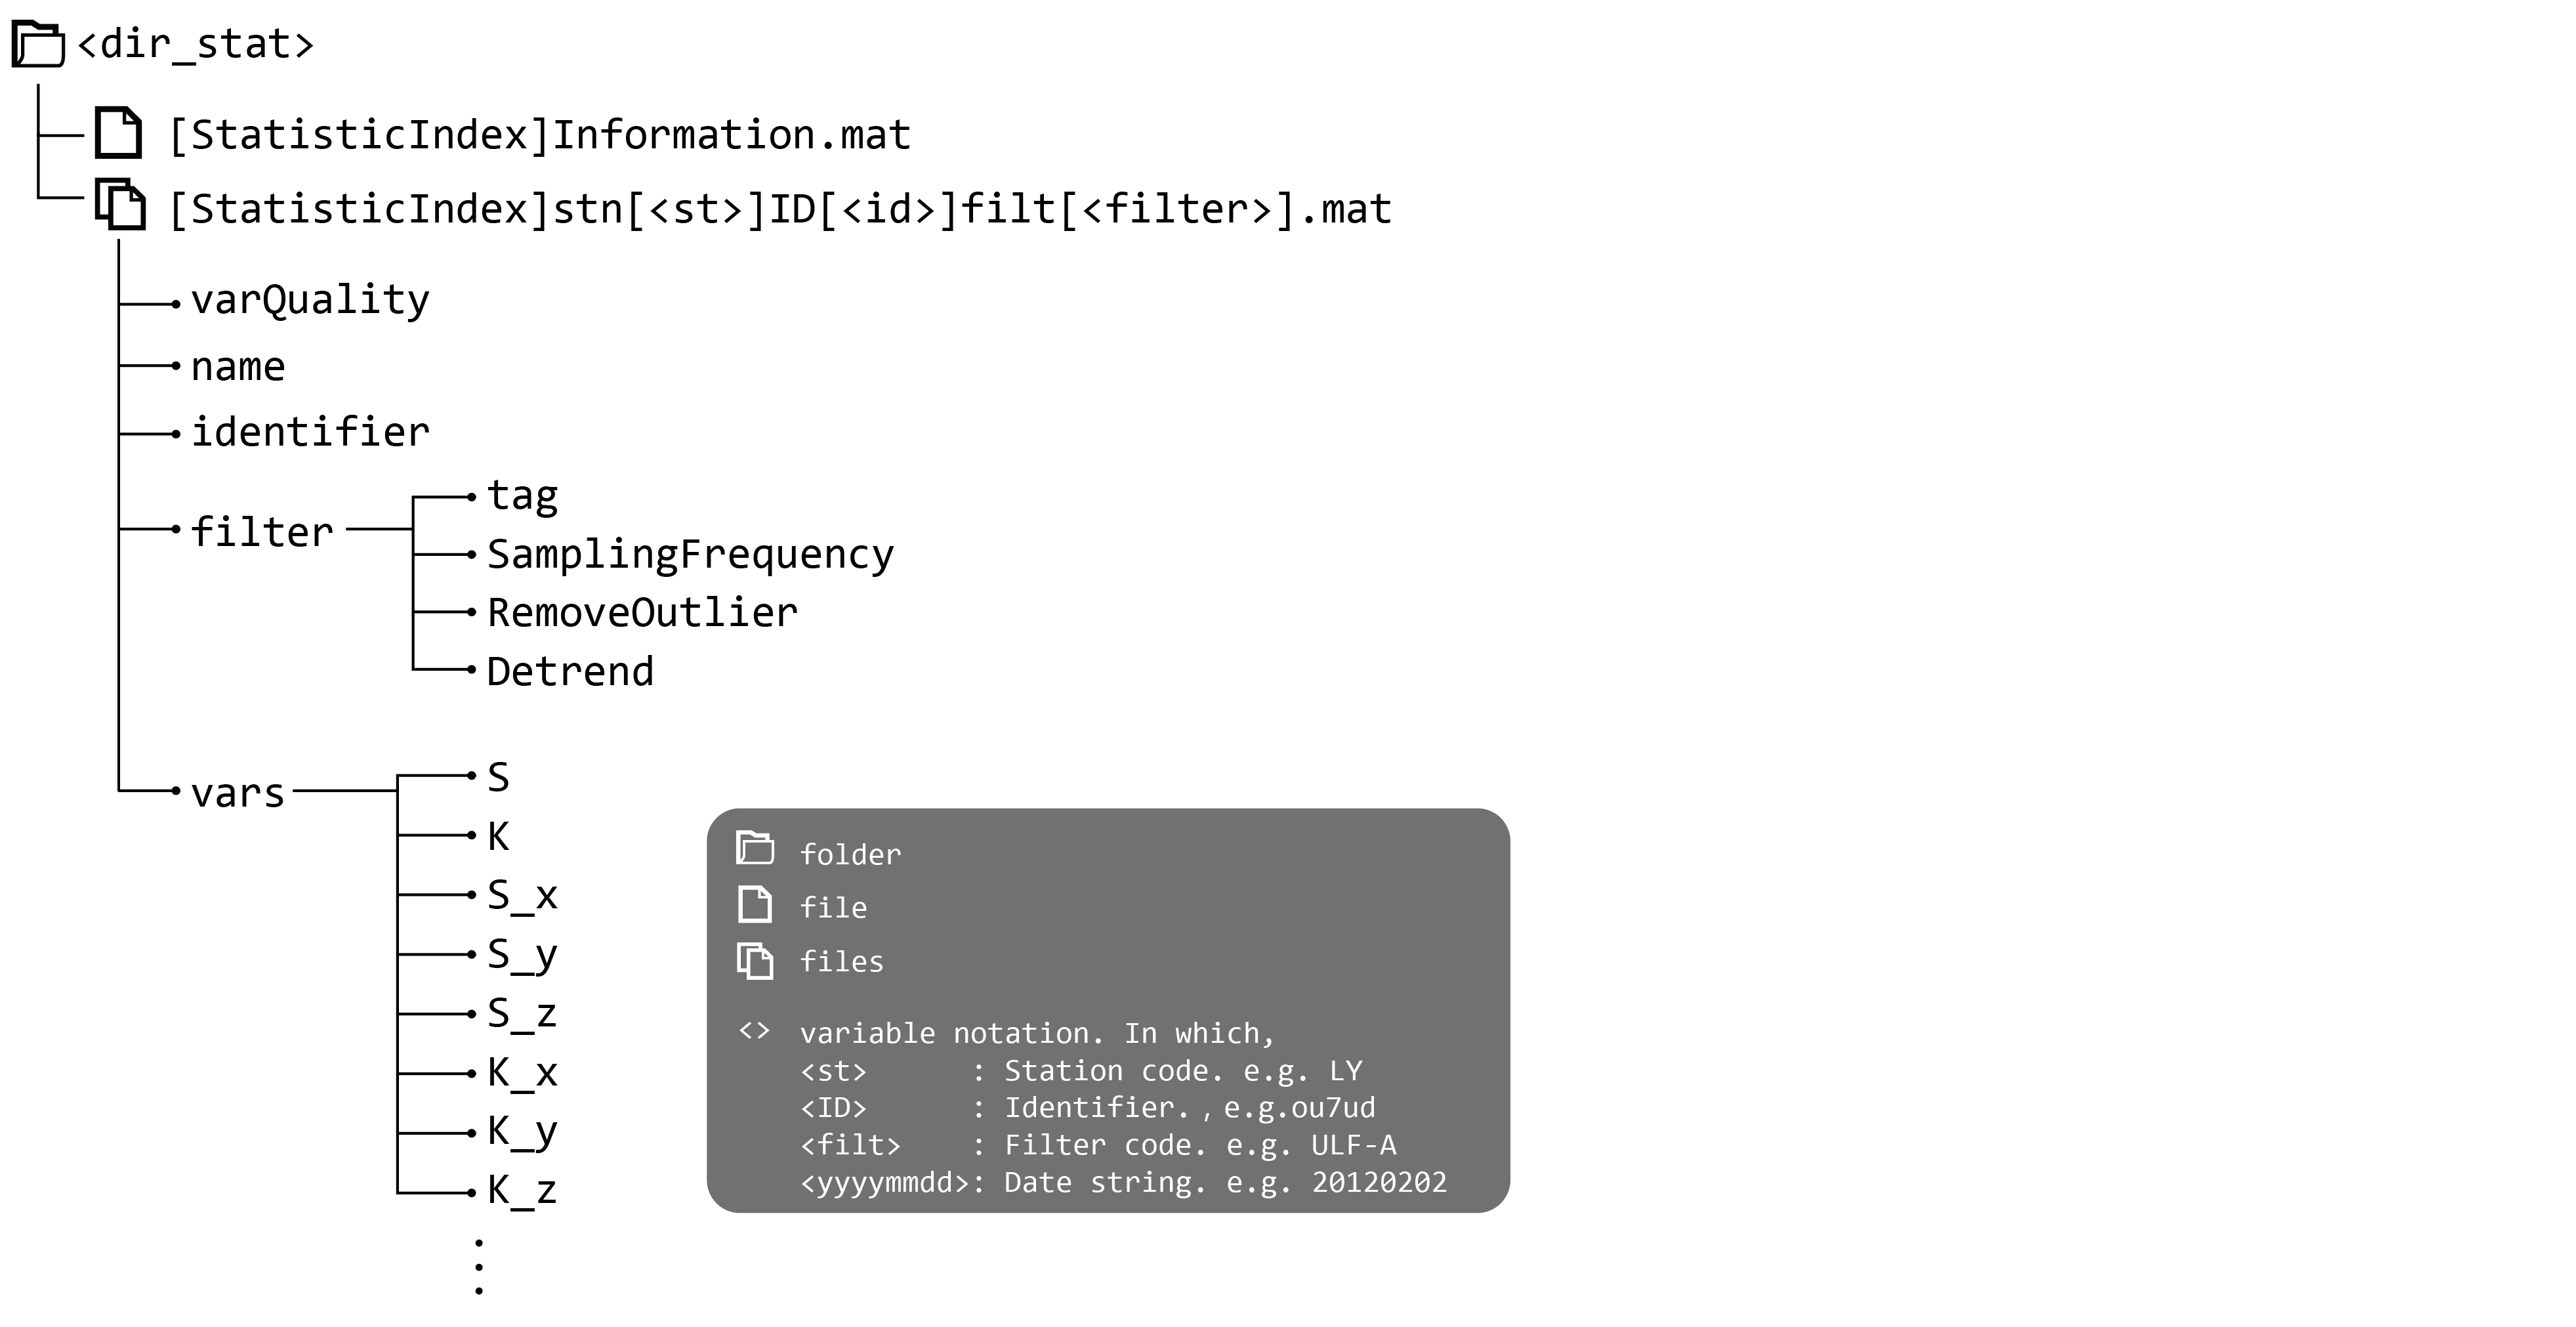 <dir_stat>
[StatisticIndex]Information.mat
[StatisticIndex]stn[<st>]ID[<id>]filt[<filter>].mat
varQuality
name
identifier
filter
tag
SamplingFrequency
RemoveOutlier
Detrend
vars
S
K
S_x
S_y
S_z
K_x
K_y
K_z
folder
file
files
<> variable notation. In which,
<st> : Station code. e.g. LY
<ID> : Identifier., e.g.ou7ud
<filt> : Filter code. e.g. ULF-A
<yyyymmdd>: Date string. e.g. 20120202